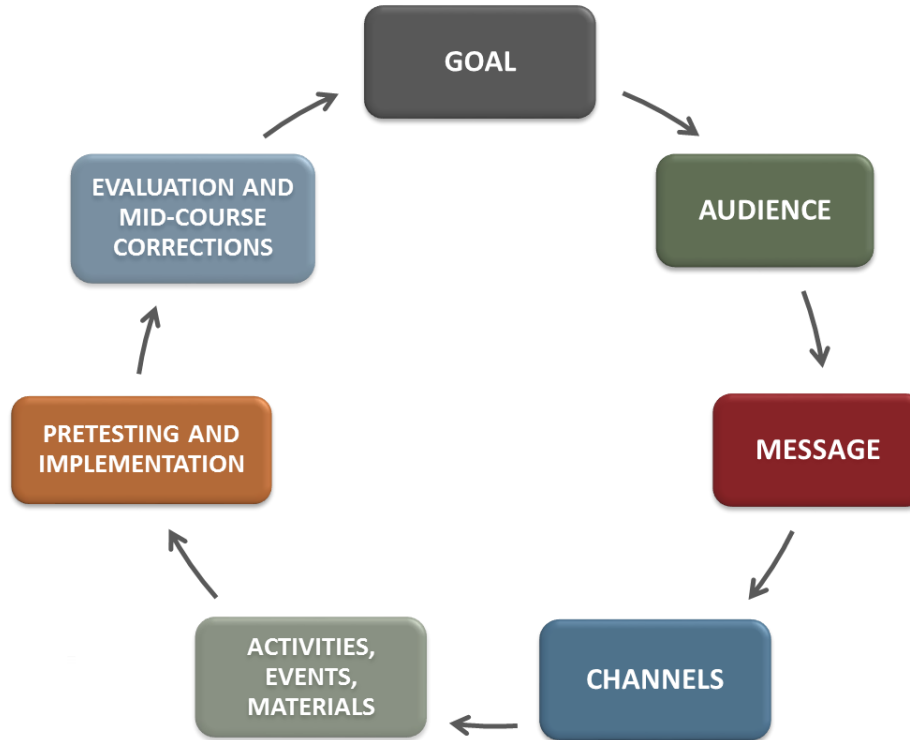 GOAL
AUDIENCE
MESSAGE
CHANNELS
ACTIVITIES,
EVENTS,
MATERIALS
PRETESTING AND
IMPLEMENTATION
EVALUATION AND
MID-COURSE
CORRECTIONS